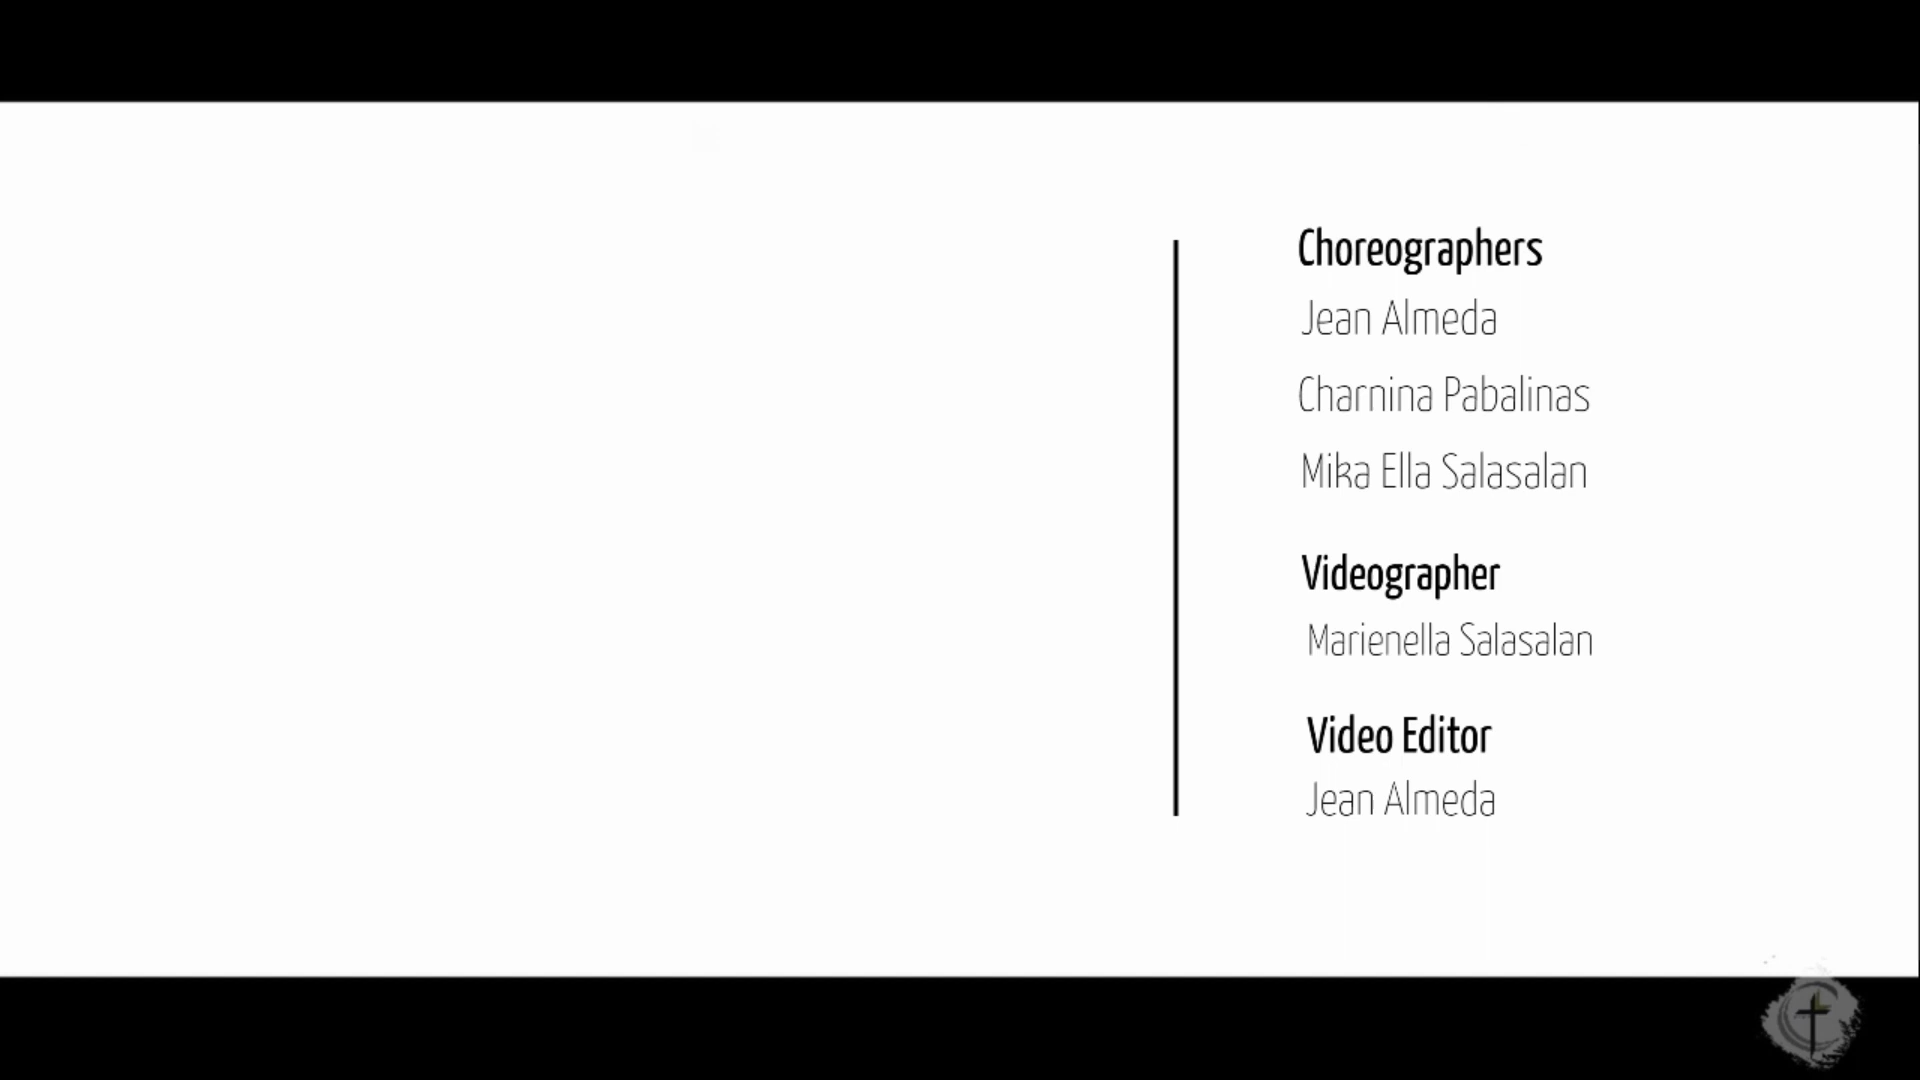 Choreographers
Jean Almeda
Charnina Pabalinas
Mika Ella Salasalan
Videographer
Marienella Salasalan
Video Editor
Jean Almeda